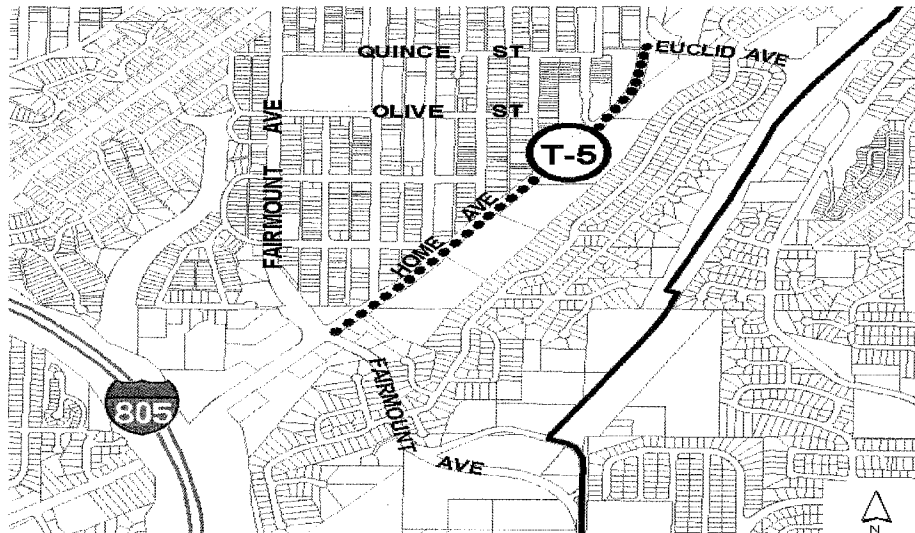 QUINCE ST
EUCLID AVE
OLIVE ST
FAIRMOUNT AVE
T-5
HOME AVE
FAIRMOUNT
AVE
805
N